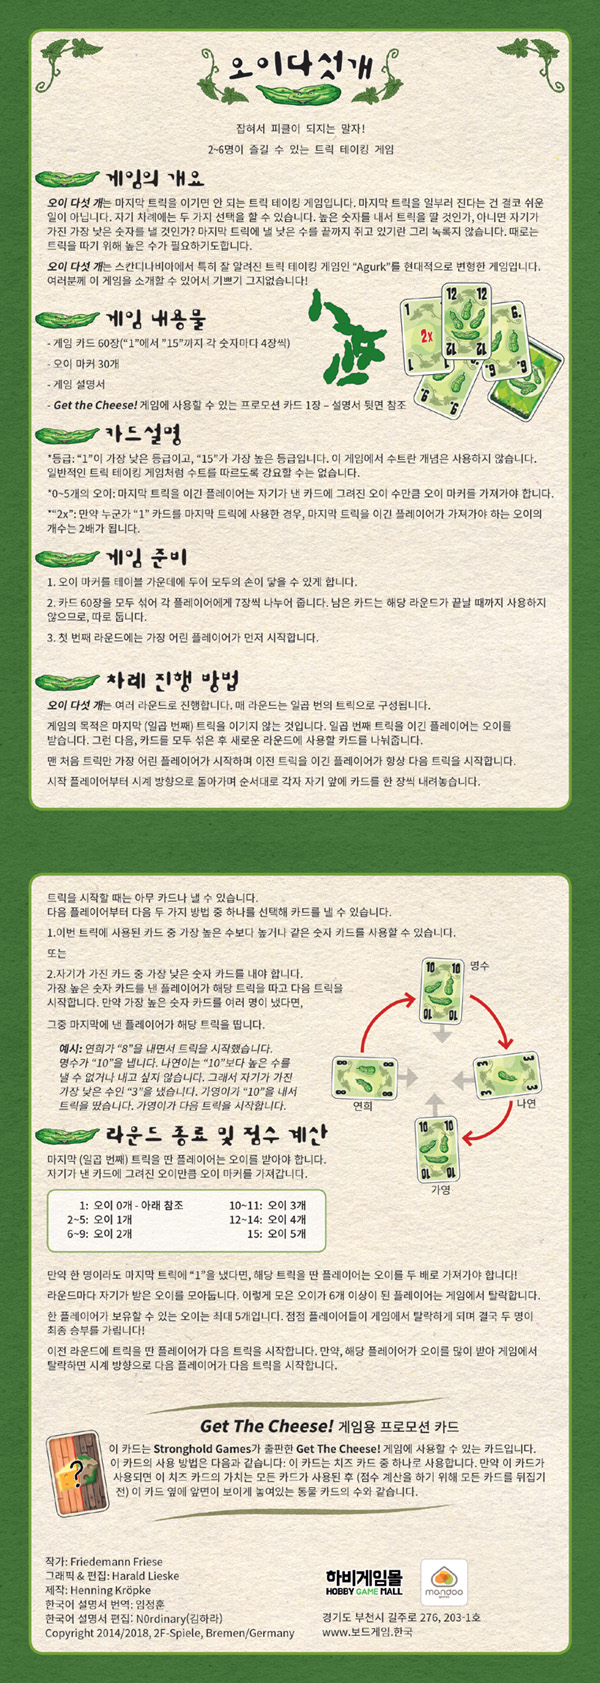 오이다섯개
잡혀서 피클이 되지는 말자!
2~6명이 즐길 수 있는 트릭 테이킹 게임
게임의 개요
오이 다섯 개는 마지막 트릭을 이기면 안 되는 트릭 테이킹 게임입니다. 마지막 트릭을 일부러 진다는 건 결코 쉬운
일이 아닙니다. 자기 차례에는 두 가지 선택을 할 수 있습니다. 높은 숫자를 내서 트릭을 딸 것인가, 아니면 자기가
가진 가장 낮은 숫자를 낼 것인가? 마지막 트릭에 낼 낮은 수를 끝까지 쥐고 있기란 그리 녹록지 않습니다. 때로는
트릭을 따기 위해 높은 수가 필요하기도합니다.
오이 다섯 개는 스칸디나비아에서 특히 잘 알려진 트릭 테이킹 게임인 “Agurk”를 현대적으로 변형한 게임입니다.
여러분께 이 게임을 소개할 수 있어서 기쁘기 그지없습니다!
게임 내용물
- 게임 카드 60장(“1”에서 ”15”까지 각 숫자마다 4장씩)
- 오이 마커 30개
- 게임 설명서
- Get the Cheese! 게임에 사용할 수 있는 프로모션 카드 1장 – 설명서 뒷면 참조
1
2x
1
12 12
12 12
6.
6.
9.
9.
카드설명
*등급: “1”이 가장 낮은 등급이고, “15”가 가장 높은 등급입니다. 이 게임에서 수트란 개념은 사용하지 않습니다.
일반적인 트릭 테이킹 게임처럼 수트를 따르도록 강요할 수는 없습니다.
*0~5개의 오이: 마지막 트릭을 이긴 플레이어는 자기가 낸 카드에 그려진 오이 수만큼 오이 마커를 가져가야 합니다.
*“2x”: 만약 누군가 “1” 카드를 마지막 트릭에 사용한 경우, 마지막 트릭을 이긴 플레이어가 가져가야 하는 오이의
개수는 2배가 됩니다.
게임 준비
1. 오이 마커를 테이블 가운데에 두어 모두의 손이 닿을 수 있게 합니다.
2. 카드 60장을 모두 섞어 각 플레이어에게 7장씩 나누어 줍니다. 남은 카드는 해당 라운드가 끝날 때까지 사용하지
않으므로, 따로 둡니다.
3. 첫 번째 라운드에는 가장 어린 플레이어가 먼저 시작합니다.
차례 진행 방법
오이 다섯 개는 여러 라운드로 진행합니다. 매 라운드는 일곱 번의 트릭으로 구성됩니다.
게임의 목적은 마지막 (일곱 번째) 트릭을 이기지 않는 것입니다. 일곱 번째 트릭을 이긴 플레이어는 오이를
받습니다. 그런 다음, 카드를 모두 섞은 후 새로운 라운드에 사용할 카드를 나눠줍니다.
맨 처음 트릭만 가장 어린 플레이어가 시작하며 이전 트릭을 이긴 플레이어가 항상 다음 트릭을 시작합니다.
시작 플레이어부터 시계 방향으로 돌아가며 순서대로 각자 자기 앞에 카드를 한 장씩 내려놓습니다.
트릭을 시작할 때는 아무 카드나 낼 수 있습니다.
다음 플레이어부터 다음 두 가지 방법 중 하나를 선택해 카드를 낼 수 있습니다.
1.이번 트릭에 사용된 카드 중 가장 높은 수보다 높거나 같은 숫자 카드를 사용할 수 있습니다.
또는
2.자기가 가진 카드 중 가장 낮은 숫자 카드를 내야 합니다.
가장 높은 숫자 카드를 낸 플레이어가 해당 트릭을 따고 다음 트릭을
시작합니다. 만약 가장 높은 숫자 카드를 여러 명이 냈다면,
그중 마지막에 낸 플레이어가 해당 트릭을 땁니다.
예시: 연희가 “8”을 내면서 트릭을 시작했습니다.
명수가 “10”을 냅니다. 나연이는 “10”보다 높은 수를
낼 수 없거나 내고 싶지 않습니다. 그래서 자기가 가진
가장 낮은 수인 “3”을 냈습니다. 기영이가 “10”을 내서
트릭을 땄습니다. 가영이가 다음 트릭을 시작합니다.
10 10
10 10
명수
8 8
8 8
연희
3 3
3 3
나연
10 10
10 10
가영
라운드 종료 및 점수 계산
마지막 (일곱 번째) 트릭을 딴 플레이어는 오이를 받아야 합니다.
자기가 낸 카드에 그려진 오이만큼 오이 마커를 가져갑니다.
1: 오이 0개 - 아래 참조 10~11: 오이 3개
2~5: 오이 1개 12~14: 오이 4개
6~9: 오이 2개 15: 오이 5개
만약 한 명이라도 마지막 트릭에 “1”을 냈다면, 해당 트릭을 딴 플레이어는 오이를 두 배로 가져가야 합니다!
라운드마다 자기가 받은 오이를 모아둡니다. 이렇게 모은 오이가 6개 이상이 된 플레이어는 게임에서 탈락합니다.
한 플레이어가 보유할 수 있는 오이는 최대 5개입니다. 점점 플레이어들이 게임에서 탈락하게 되며 결국 두 명이
최종 승부를 가립니다!
이전 라운드에 트릭을 딴 플레이어가 다음 트릭을 시작합니다. 만약, 해당 플레이어가 오이를 많이 받아 게임에서
탈락하면 시계 방향으로 다음 플레이어가 다음 트릭을 시작합니다.
Get The Cheese! 게임용 프로모션 카드
?
이 카드는 Stronghold Games가 출판한 Get The Cheese! 게임에 사용할 수 있는 카드입니다.
이 카드의 사용 방법은 다음과 같습니다: 이 카드는 치즈 카드 중 하나로 사용합니다. 만약 이 카드가
사용되면 이 치즈 카드의 가치는 모든 카드가 사용된 후 (점수 계산을 하기 위해 모든 카드를 뒤집기
전) 이 카드 옆에 앞면이 보이게 놓여있는 동물 카드의 수와 같습니다.
작가: Friedemann Friese
그래픽 & 편집: Harald Lieske
제작: Henning Kröpke
한국어 설명서 번역: 임정훈
한국어 설명서 편집: N0rdinary(김하라)
Copyright 2014/2018, 2F-Spiele, Bremen/Germany
하비게임몰
HOBBY GAME MALL
mandoo
games
경기도 부천시 길주로 276, 203-1호
www.보드게임.한국